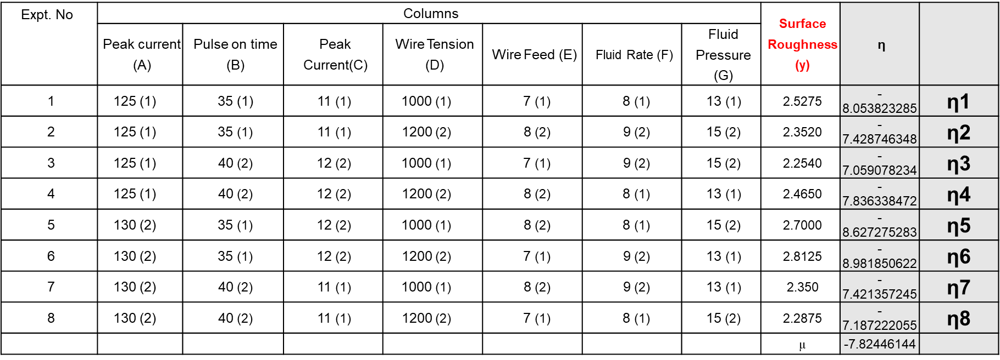 Expt. No Columns Surface Roughness (y) η
Peak current (A) Pulse on time (B) Peak Current(C) Wire Tension (D) Wire Feed (E) Fluid Rate (F) Fluid Pressure (G)
1 125 (1) 35 (1) 11 (1) 1000 (1) 7 (1) 8 (1) 13 (1) 2.5275 -8.053823285 η1
2 125 (1) 35 (1) 11 (1) 1200 (2) 8 (2) 9 (2) 15 (2) 2.3520 -7.428746348 η2
3 125 (1) 40 (2) 12 (2) 1000 (1) 7 (1) 9 (2) 15 (2) 2.2540 -7.059078234 η3
4 125 (1) 40 (2) 12 (2) 1200 (2) 8 (2) 8 (1) 13 (1) 2.4650 -7.836338472 η4
5 130 (2) 35 (1) 12 (2) 1000 (1) 8 (2) 8 (1) 15 (2) 2.7000 -8.627275283 η5
6 130 (2) 35 (1) 12 (2) 1200 (2) 7 (1) 9 (2) 13 (1) 2.8125 -8.981850622 η6
7 130 (2) 40 (2) 11 (1) 1000 (1) 8 (2) 9 (2) 13 (1) 2.350 -7.421357245 η7
8 130 (2) 40 (2) 11 (1) 1200 (2) 7 (1) 8 (1) 15 (2) 2.2875 -7.187222055 η8
μ -7.82446144